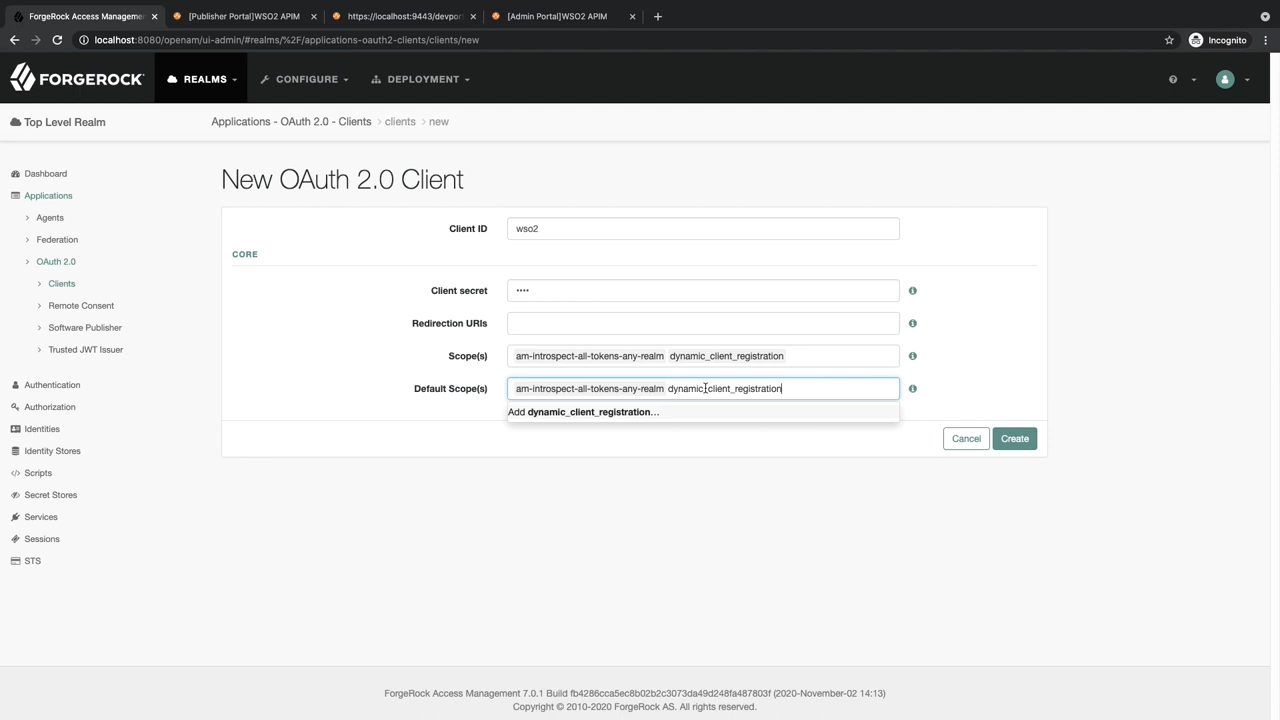 ForgeRock Access Managemen
[Publisher Portal]WSO2 APIM
https://localhost:9443/devport
[Admin Portal]WSO2 APIM
localhost:8080/openam/ui-admin/#realms/%2F/applications-oauth2-clients/clients/new
Incognito
FORGEROCK
REALMS
CONFIGURE
DEPLOYMENT
Top Level Realm
Applications - OAuth 2.0 - Clients > clients > new
Dashboard
Applications
Agents
Federation
OAuth 2.0
Clients
Remote Consent
Software Publisher
Trusted JWT Issuer
Authentication
Authorization
Identities
Identity Stores
Scripts
Secret Stores
Services
Sessions
STS
New OAuth 2.0 Client
Client ID wso2
CORE
Client secret ••••
Redirection URIs
Scope(s) am-introspect-all-tokens-any-realm dynamic_client_registration
Default Scope(s) am-introspect-all-tokens-any-realm dynamic_client_registration
Add dynamic_client_registration…
Cancel Create
ForgeRock Access Management 7.0.1 Build fb4286cca5ec8b02b2c3073da49d248fa487803f (2020-November-02 14:13)
Copyright © 2010-2020 ForgeRock AS. All rights reserved.